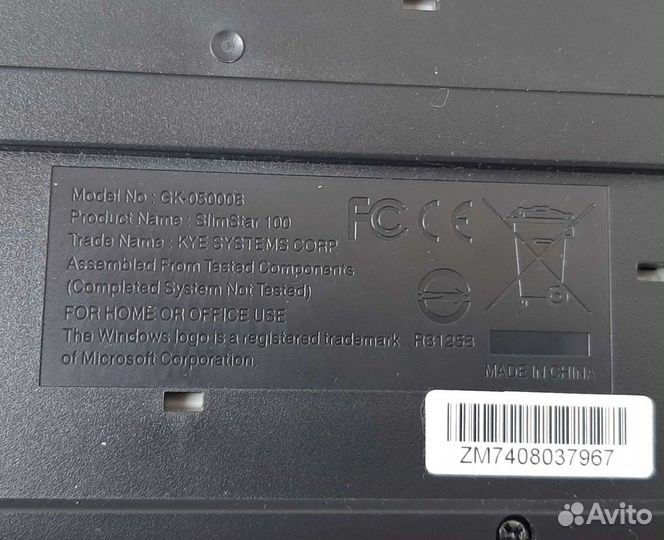 Model No : GK-050008
Product Name : SlimStar 100
Trade Name : KYE SYSTEMS CORP
Assembled From Tested Components
(Completed System Not Tested)
FOR HOME OR OFFICE USE
The Windows logo is a registered trademark
of Microsoft Corporation.
FC CE
R31253
MADE IN CHINA
ZM7408037967
Avito